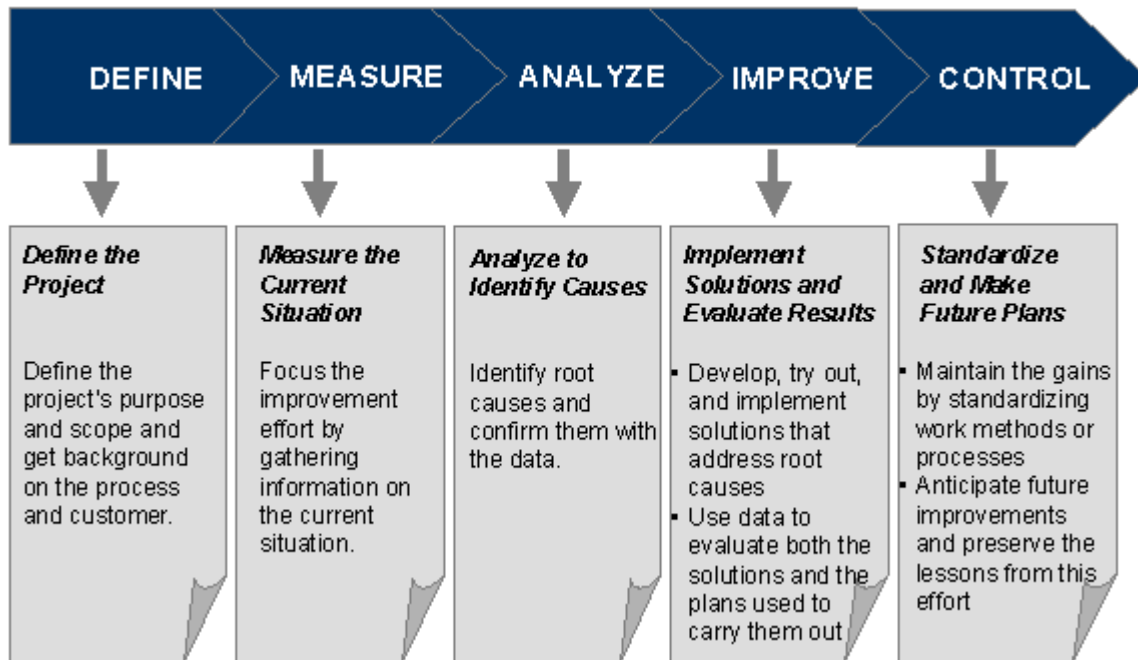 DEFINE
MEASURE
ANALYZE
IMPROVE
CONTROL
Define the
Project
Define the
project's purpose
and scope and
get background
on the process
and customer.
Measure the
Current
Situation
Focus the
improvement
effort by
gathering
information on
the current
situation.
Analyze to
Identify Causes
Identify root
causes and
confirm them with
the data.
Implement
Solutions and
Evaluate Results
▪ Develop, try out,
and implement
solutions that
address root
causes
▪ Use data to
evaluate both the
solutions and the
plans used to
carry them out
Standardize
and Make
Future Plans
▪ Maintain the gains
by standardizing
work methods or
processes
▪ Anticipate future
improvements
and preserve the
lessons from this
effort